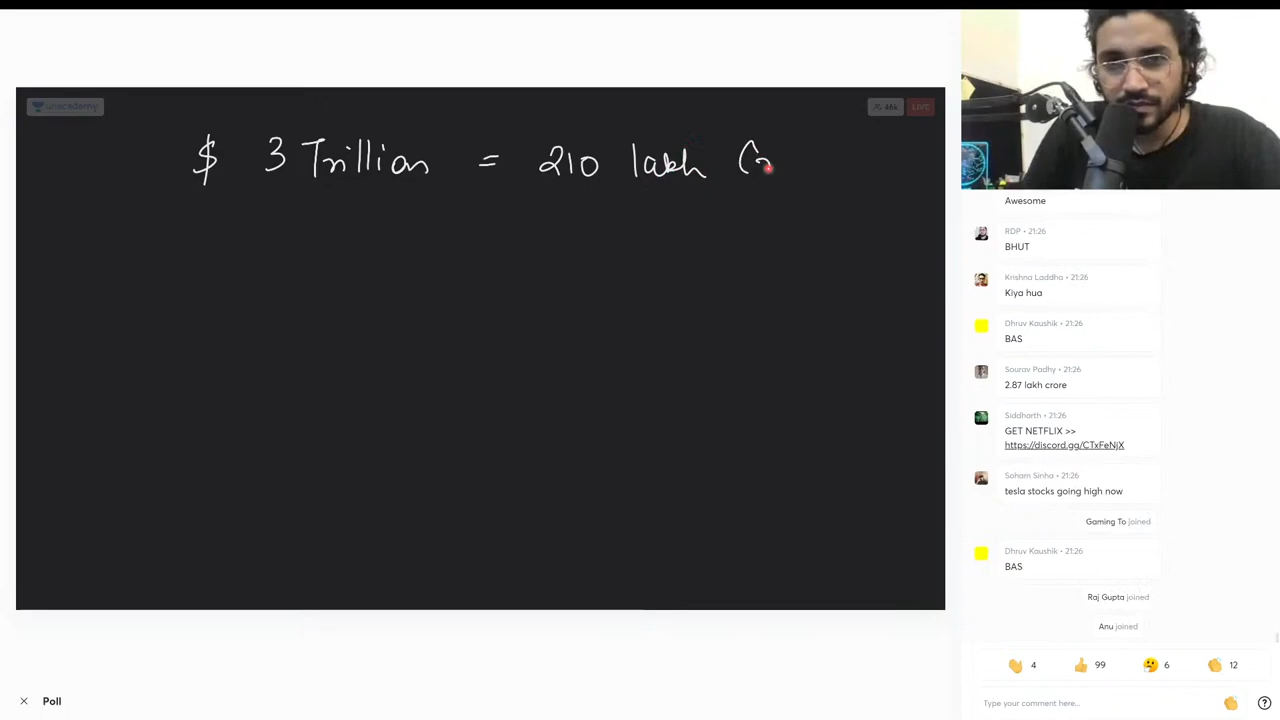 unacademy
46k
LIVE
$ 3 Trillion = 210 lakh
Awesome
RDP • 21:26
BHUT
Krishna Laddha • 21:26
Kiya hua
Dhruv Kaushik • 21:26
BAS
Sourav Padhy • 21:26
2.87 lakh crore
Siddharth • 21:26
GET NETFLIX >>
https://discord.gg/CTxFeNjX
Soham Sinha • 21:26
tesla stocks going high now
Gaming To joined
Dhruv Kaushik • 21:26
BAS
Raj Gupta joined
Anu joined
4
99
6
12
Poll
Type your comment here...
?